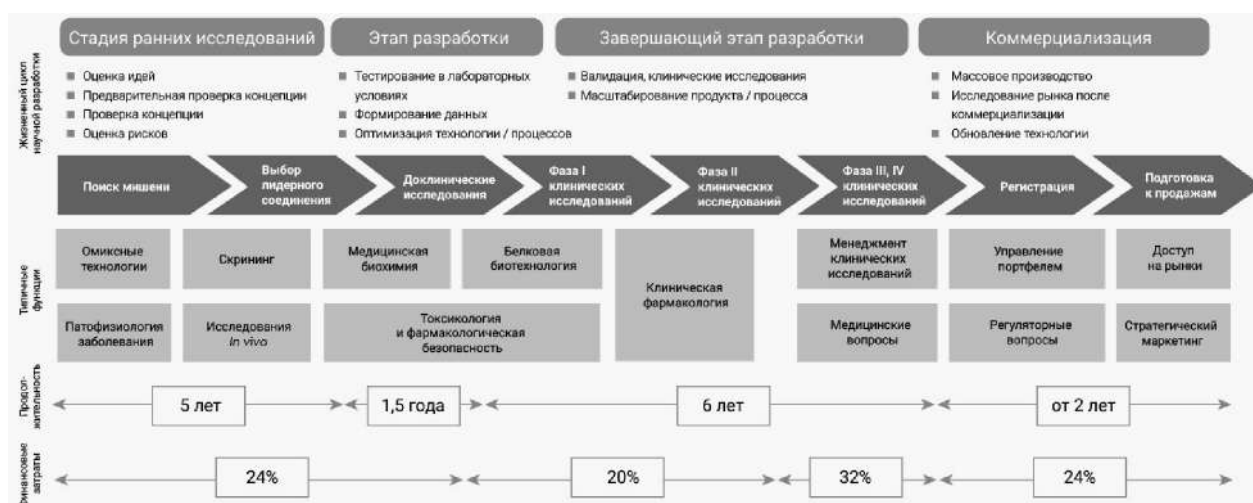 Жизненный цикл
научной разработки
Стадия ранних исследований
Оценка идей
Предварительная проверка концепции
Проверка концепции
Оценка рисков
Этап разработки
Тестирование в лабораторных
условиях
Формирование данных
Оптимизация технологии / процессов
Завершающий этап разработки
Валидация, клинические исследования
Масштабирование продукта / процесса
Коммерциализация
Массовое производство
Исследование рынка после
коммерциализации
Обновление технологии
Поиск мишени
Выбор
лидерного
соединения
Доклинические
исследования
Фаза I
клинических
исследований
Фаза II
клинических
исследований
Фаза III, IV
клинических
исследований
Регистрация
Подготовка
к продажам
Типичные
функции
Омиксные
технологии
Скрининг
Медицинская
биохимия
Белковая
биотехнология
Клиническая
фармакология
Менеджмент
клинических
исследований
Управление
портфелем
Доступ
на рынки
Патофизиология
заболевания
Исследования
In vivo
Токсикология
и фармакологическая
безопасность
Медицинские
вопросы
Регуляторные
вопросы
Стратегический
маркетинг
Продол-
жительность
5 лет
1,5 года
6 лет
от 2 лет
Финансовые
затраты
24%
20%
32%
24%